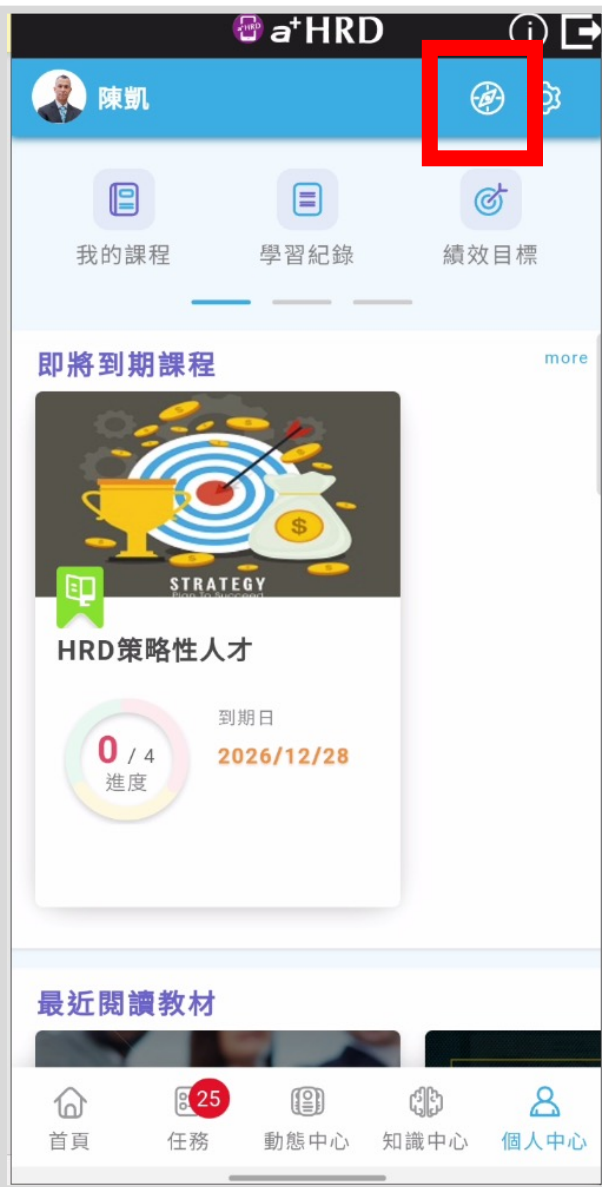 a+HRD
陳凱
我的課程
學習紀錄
績效目標
即將到期課程
more
STRATEGY
Plan To Succeed
HRD策略性人才
0 / 4
進度
到期日
2026/12/28
最近閱讀教材
25
首頁
任務
動態中心
知識中心
個人中心